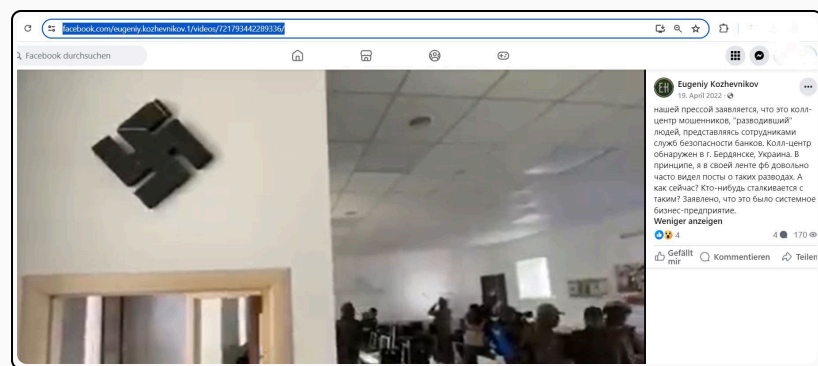 facebook.com/eugeniy.kozhevnikov.1/videos/721793442289336/
Facebook durchsuchen
Eugeniy Kozhevnikov
19. April 2022
нашей прессой заявляется, что это колл-
центр мошенников, "разводивший"
людей, представляясь сотрудниками
служб безопасности банков. Колл-центр
обнаружен в г. Бердянске, Украина. В
принципе, я в своей ленте фб довольно
часто видел посты о таких разводах. А
как сейчас? Кто-нибудь сталкивается с
таким? Заявлено, что это было системное
бизнес-предприятие.
Weniger anzeigen
4
4 170
Gefällt mir
Kommentieren
Teilen